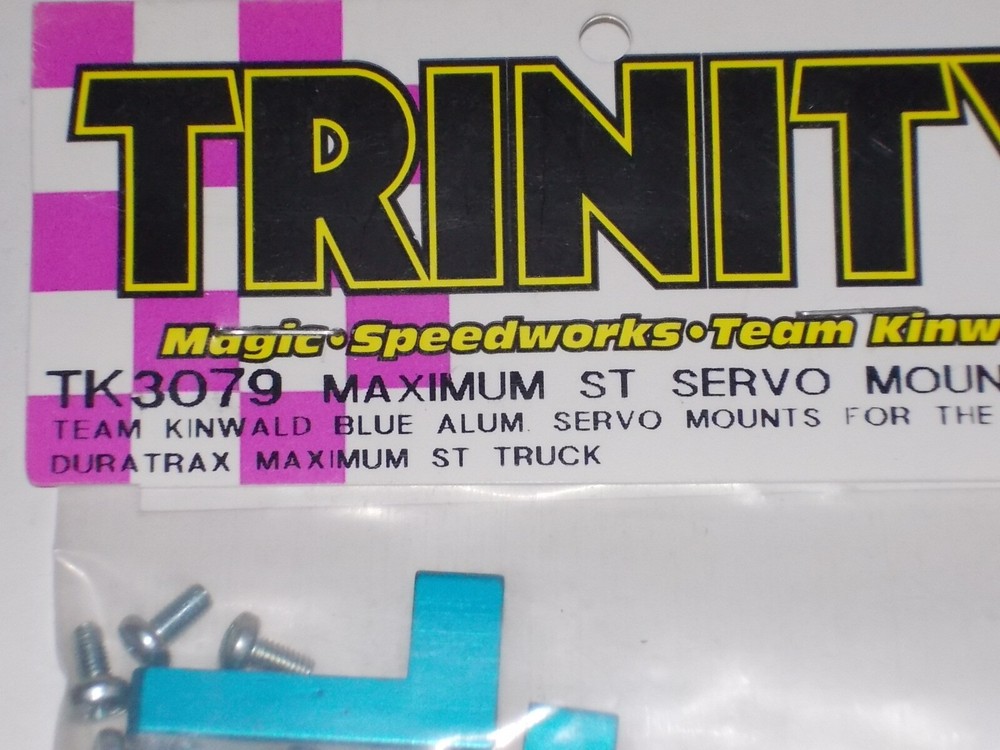 TRINITY
Magic•Speedworks•Team Kinw
TK3079 MAXIMUM ST SERVO MOUN
TEAM KINWALD BLUE ALUM. SERVO MOUNTS FOR THE
DURATRAX MAXIMUM ST TRUCK